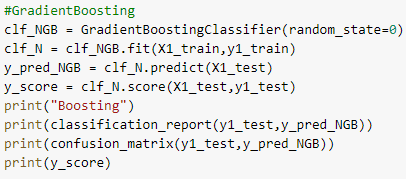 #GradientBoosting
clf_NGB = GradientBoostingClassifier(random_state=0)
clf_N = clf_NGB.fit(X1_train,y1_train)
y_pred_NGB = clf_N.predict(X1_test)
y_score = clf_N.score(X1_test,y1_test)
print("Boosting")
print(classification_report(y1_test,y_pred_NGB))
print(confusion_matrix(y1_test,y_pred_NGB))
print(y_score)